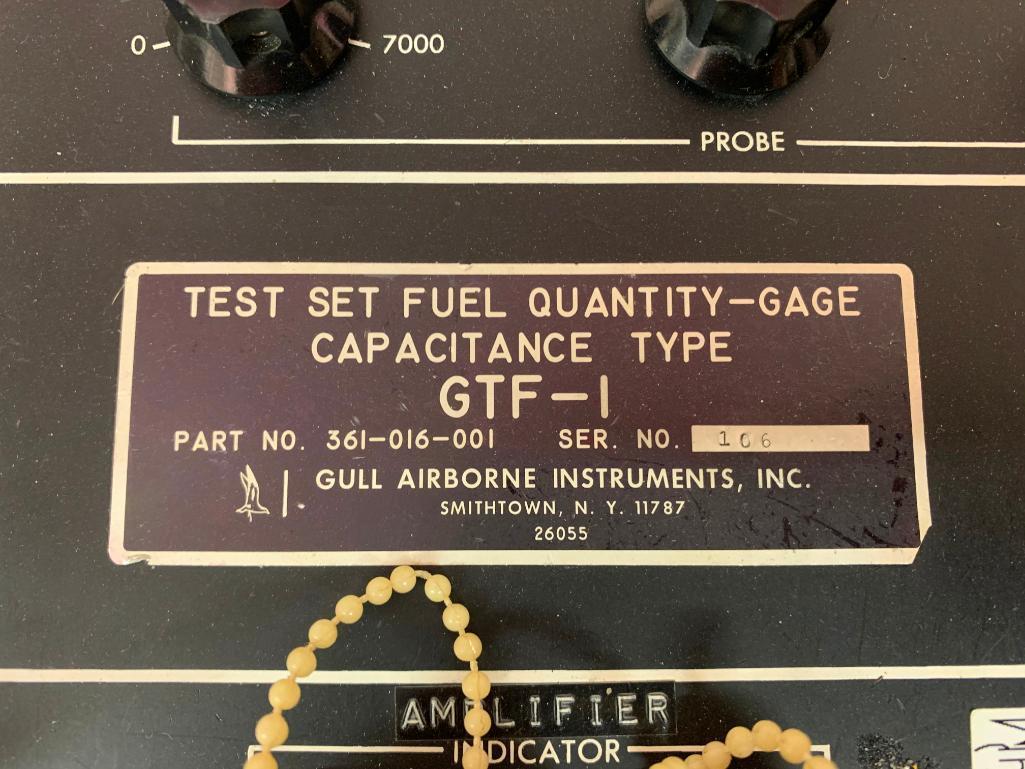 0 7000
PROBE
TEST SET FUEL QUANTITY-GAGE
CAPACITANCE TYPE
GTF-1
PART NO. 361-016-001 SER. NO. 106
GULL AIRBORNE INSTRUMENTS, INC.
SMITHTOWN, N. Y. 11787
26055
AMPLIFIER
INDICATOR